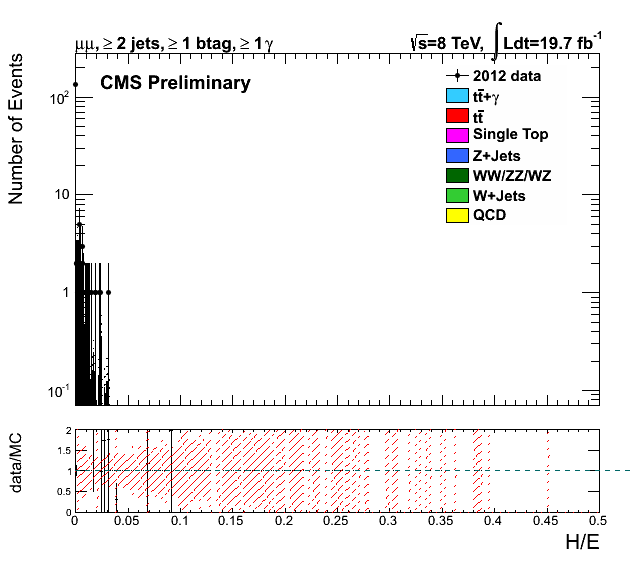 μμ, ≥ 2 jets, ≥ 1 btag, ≥ 1 γ
√s=8 TeV, ∫Ldt=19.7 fb⁻¹
CMS Preliminary
2012 data
tt̄+γ
tt̄
Single Top
Z+Jets
WW/ZZ/WZ
W+Jets
QCD
Number of Events
10²
10
1
10⁻¹
data/MC
2
1.5
1
0.5
0
0 0.05 0.1 0.15 0.2 0.25 0.3 0.35 0.4 0.45 0.5
H/E